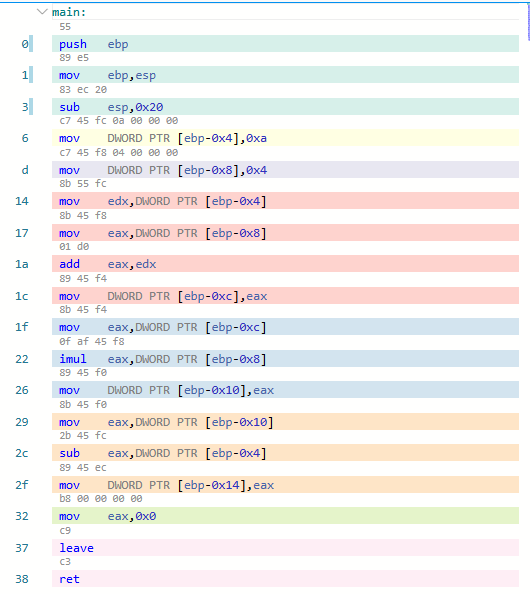 main:
55
0 push ebp
89 e5
1 mov ebp,esp
83 ec 20
3 sub esp,0x20
c7 45 fc 0a 00 00 00
6 mov DWORD PTR [ebp-0x4],0xa
c7 45 f8 04 00 00 00
d mov DWORD PTR [ebp-0x8],0x4
8b 55 fc
14 mov edx,DWORD PTR [ebp-0x4]
8b 45 f8
17 mov eax,DWORD PTR [ebp-0x8]
01 d0
1a add eax,edx
89 45 f4
1c mov DWORD PTR [ebp-0xc],eax
8b 45 f4
1f mov eax,DWORD PTR [ebp-0xc]
0f af 45 f8
22 imul eax,DWORD PTR [ebp-0x8]
89 45 f0
26 mov DWORD PTR [ebp-0x10],eax
8b 45 f0
29 mov eax,DWORD PTR [ebp-0x10]
2b 45 fc
2c sub eax,DWORD PTR [ebp-0x4]
89 45 ec
2f mov DWORD PTR [ebp-0x14],eax
b8 00 00 00 00
32 mov eax,0x0
c9
37 leave
c3
38 ret